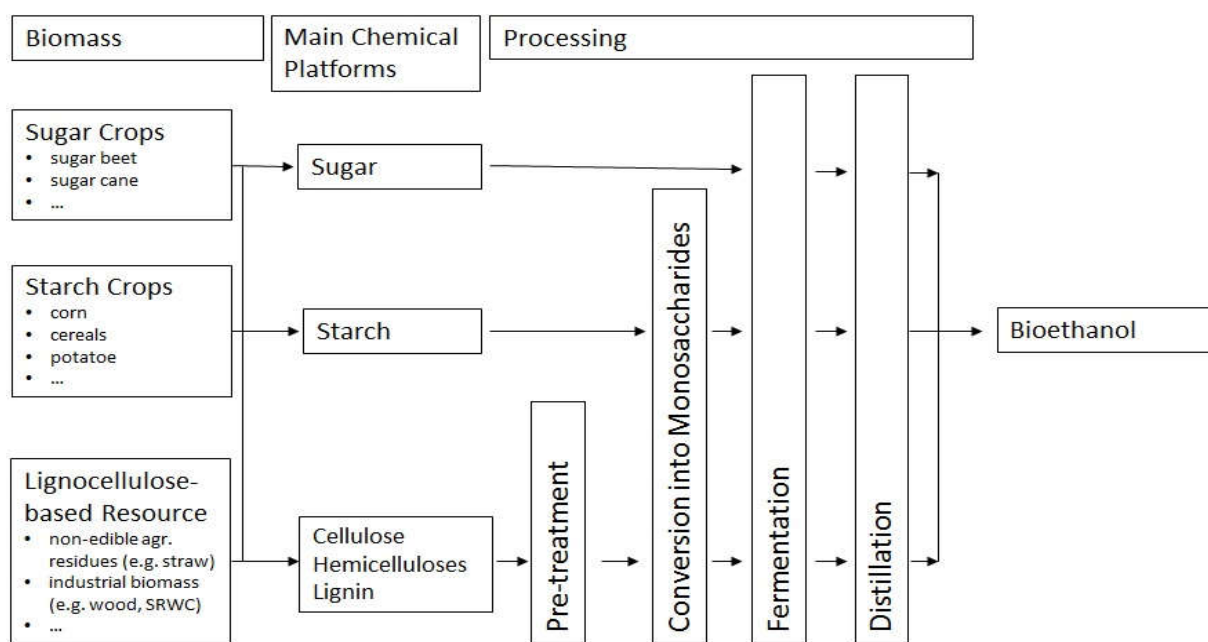 Biomass
Main Chemical
Platforms
Processing
Sugar Crops
• sugar beet
• sugar cane
• ...
Sugar
Starch Crops
• corn
• cereals
• potatoe
• ...
Starch
Lignocellulose-
based Resource
• non-edible agr.
residues (e.g. straw)
• industrial biomass
(e.g. wood, SRWC)
• ...
Cellulose
Hemicelluloses
Lignin
Pre-treatment
Conversion into Monosaccharides
Fermentation
Distillation
Bioethanol